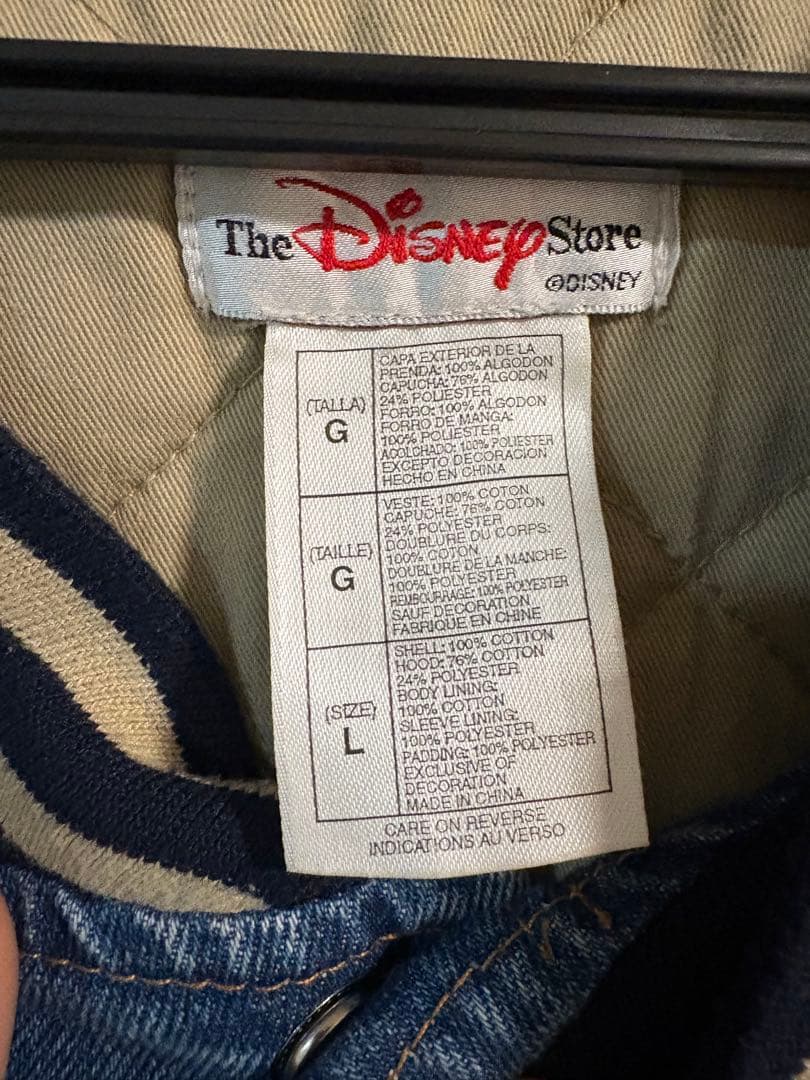 The Disney Store
©DISNEY
(TALLA)
G
CAPA EXTERIOR DE LA
PRENDA: 100% ALGODON
CAPUCHA: 76% ALGODON
24% POLIESTER
FORRO: 100% ALGODON
FORRO DE MANGA:
100% POLIESTER
ACOLCHADO: 100% POLIESTER
EXCEPTO DECORACION
HECHO EN CHINA
(TAILLE)
G
VESTE: 100% COTON
CAPUCHE: 76% COTON
24% POLYESTER
DOUBLURE DU CORPS:
100% COTON
DOUBLURE DE LA MANCHE:
100% POLYESTER
REMBOURRAGE: 100% POLYESTER
SAUF DECORATION
FABRIQUE EN CHINE
(SIZE)
L
SHELL: 100% COTTON
HOOD: 76% COTTON
24% POLYESTER
BODY LINING:
100% COTTON
SLEEVE LINING:
100% POLYESTER
PADDING: 100% POLYESTER
EXCLUSIVE OF
DECORATION
MADE IN CHINA
CARE ON REVERSE
INDICATIONS AU VERSO